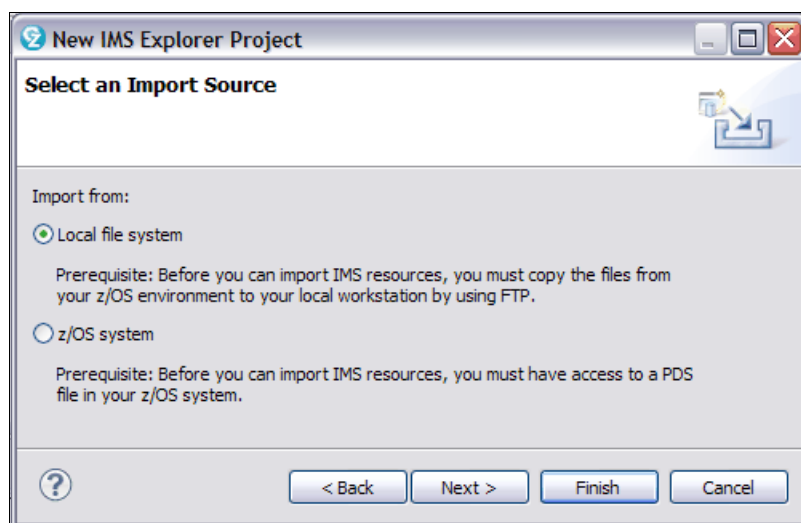 New IMS Explorer Project
Select an Import Source
Import from:
Local file system
Prerequisite: Before you can import IMS resources, you must copy the files from
your z/OS environment to your local workstation by using FTP.
z/OS system
Prerequisite: Before you can import IMS resources, you must have access to a PDS
file in your z/OS system.
?
< Back
Next >
Finish
Cancel